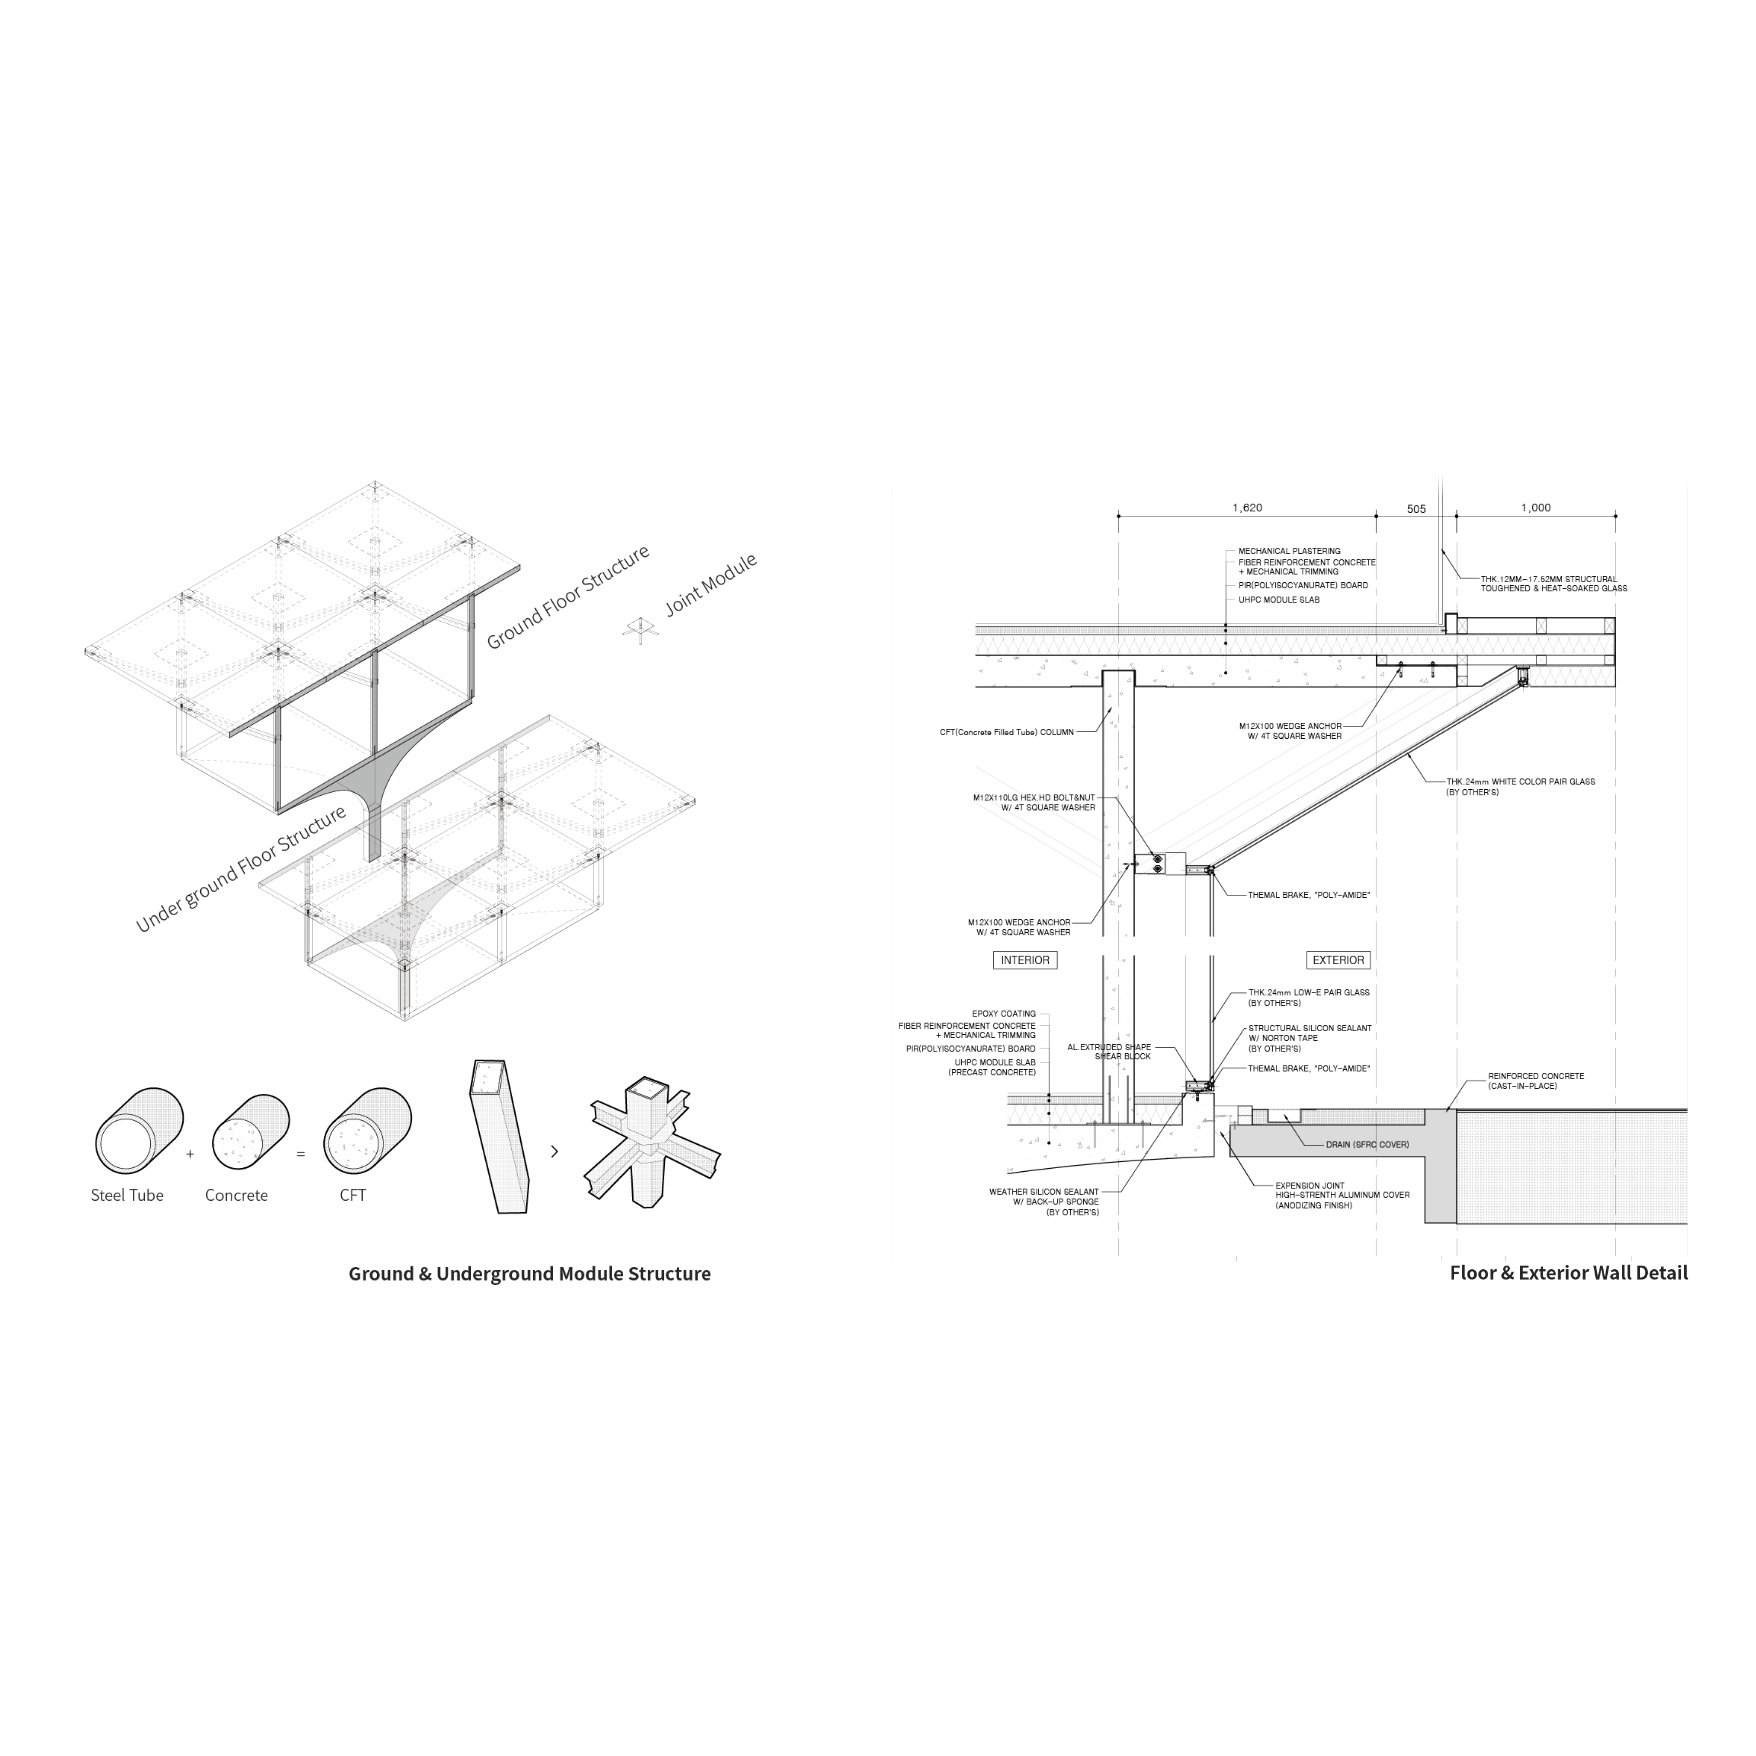 Ground Floor Structure
Joint Module
Under ground Floor Structure
+
=
>
Steel Tube
Concrete
CFT
Ground & Underground Module Structure
1,620
505
1,000
MECHANICAL PLASTERING
FIBER REINFORCEMENT CONCRETE
+ MECHANICAL TRIMMING
PIR(POLYISOCYANURATE) BOARD
UHPC MODULE SLAB
THK.12MM-17.52MM STRUCTURAL
TOUGHENED & HEAT-SOAKED GLASS
CFT(Concrete Filled Tube) COLUMN
M12X100 WEDGE ANCHOR
W/ 4T SQUARE WASHER
THK.24mm WHITE COLOR PAIR GLASS
(BY OTHER'S)
M12X110LG HEX.HD BOLT&NUT
W/ 4T SQUARE WASHER
THEMAL BRAKE, "POLY-AMIDE"
M12X100 WEDGE ANCHOR
W/ 4T SQUARE WASHER
INTERIOR
EXTERIOR
THK.24mm LOW-E PAIR GLASS
(BY OTHER'S)
EPOXY COATING
FIBER REINFORCEMENT CONCRETE
+ MECHANICAL TRIMMING
PIR(POLYISOCYANURATE) BOARD
UHPC MODULE SLAB
(PRECAST CONCRETE)
AL.EXTRUDED SHAPE
SHEAR BLOCK
STRUCTURAL SILICON SEALANT
W/ NORTON TAPE
(BY OTHER'S)
THEMAL BRAKE, "POLY-AMIDE"
REINFORCED CONCRETE
(CAST-IN-PLACE)
DRAIN (SFRC COVER)
WEATHER SILICON SEALANT
W/ BACK-UP SPONGE
(BY OTHER'S)
EXPENSION JOINT
HIGH-STRENTH ALUMINUM COVER
(ANODIZING FINISH)
Floor & Exterior Wall Detail